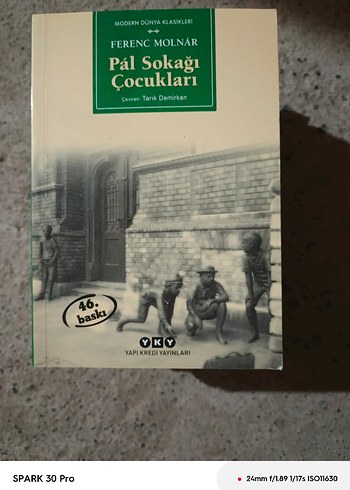 MODERN DÜNYA KLASİKLERİ
FERENC MOLNÁR
Pál Sokağı
Çocukları
Çeviren: Tarık Demirkan
46.
baskı
YKY
YAPI KREDİ YAYINLARI
SPARK 30 Pro
24mm f/1.89 1/17s ISO11630